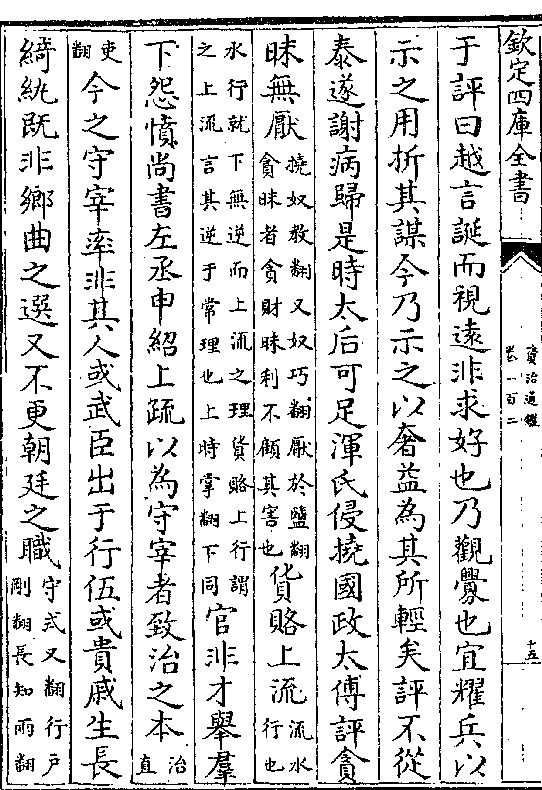 欽定四庫全書
資治通鑑
卷一百二
十五
于評曰越言誕而視遠非求好也乃觀釁也宜耀兵以
示之用折其謀今乃示之以奢益為其所輕矣評不從
泰遂謝病歸是時太后可足渾氏侵撓國政太傅評貪
昧無厭撓奴敎翻又奴巧翻厭於鹽翻貪昧者貪財昧利不顧其害也貨賂上流流水行也
水行就下無逆而上流之理貨賂上行謂之上流言其逆于常理也上時掌翻下同官非才舉羣
下怨憤尚書左丞申紹上疏以為守宰者致治之本治直
吏翻今之守宰率非其人或武臣出于行伍或貴戚生長
綺紈既非鄉曲之選又不更朝廷之職守式又翻行戶剛翻長知兩翻